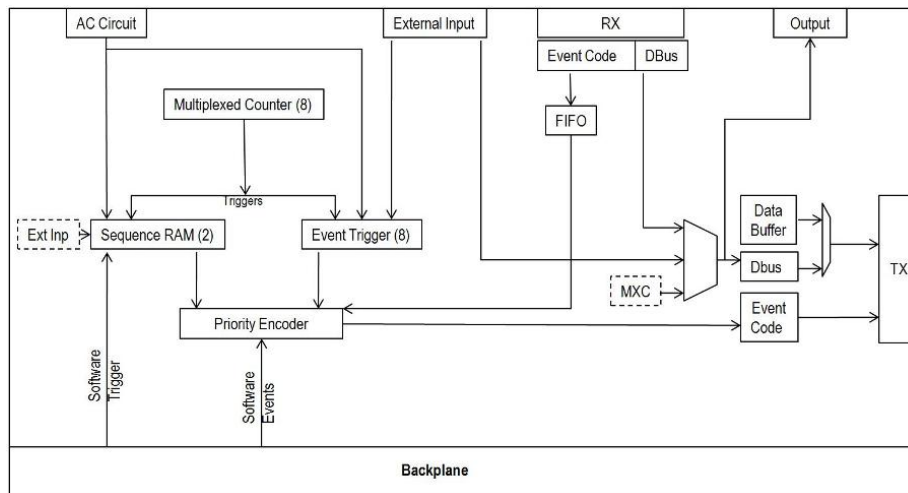 AC Circuit
External Input
RX
Output
Event Code
DBus
Multiplexed Counter (8)
FIFO
Triggers
Ext Inp
Sequence RAM (2)
Event Trigger (8)
Data
Buffer
Dbus
TX
MXC
Priority Encoder
Event
Code
Software
Trigger
Software
Events
Backplane